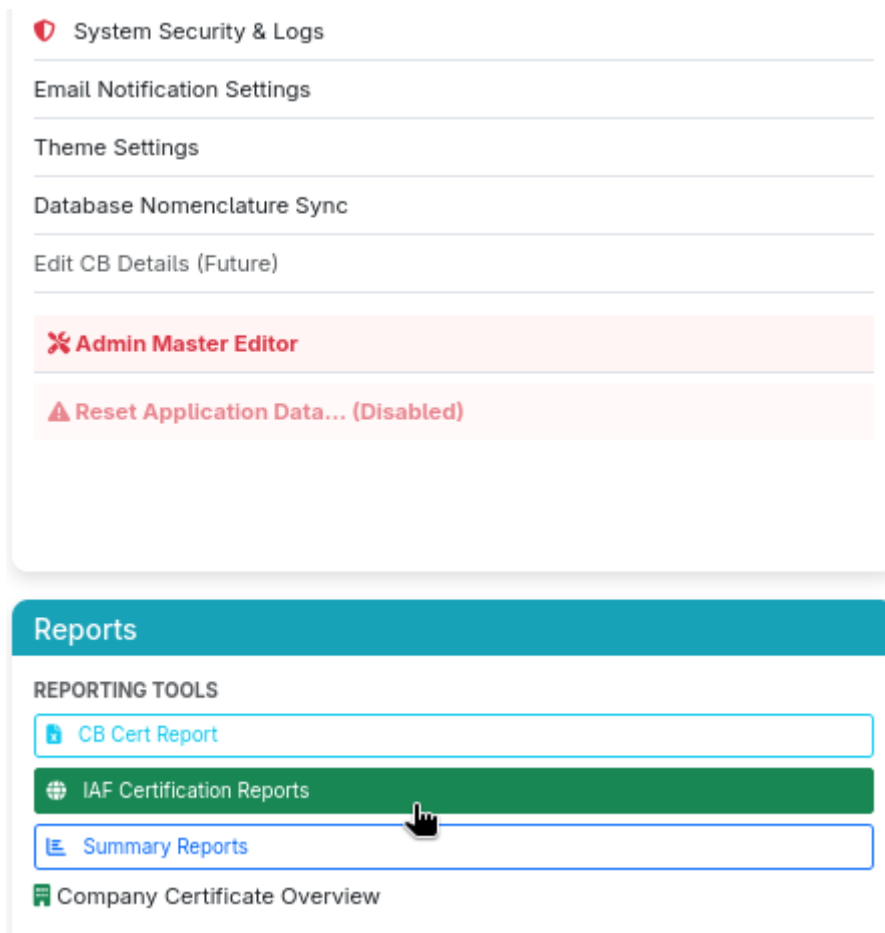 System Security & Logs
Email Notification Settings
Theme Settings
Database Nomenclature Sync
Edit CB Details (Future)
Admin Master Editor
Reset Application Data... (Disabled)
Reports
REPORTING TOOLS
CB Cert Report
IAF Certification Reports
Summary Reports
Company Certificate Overview